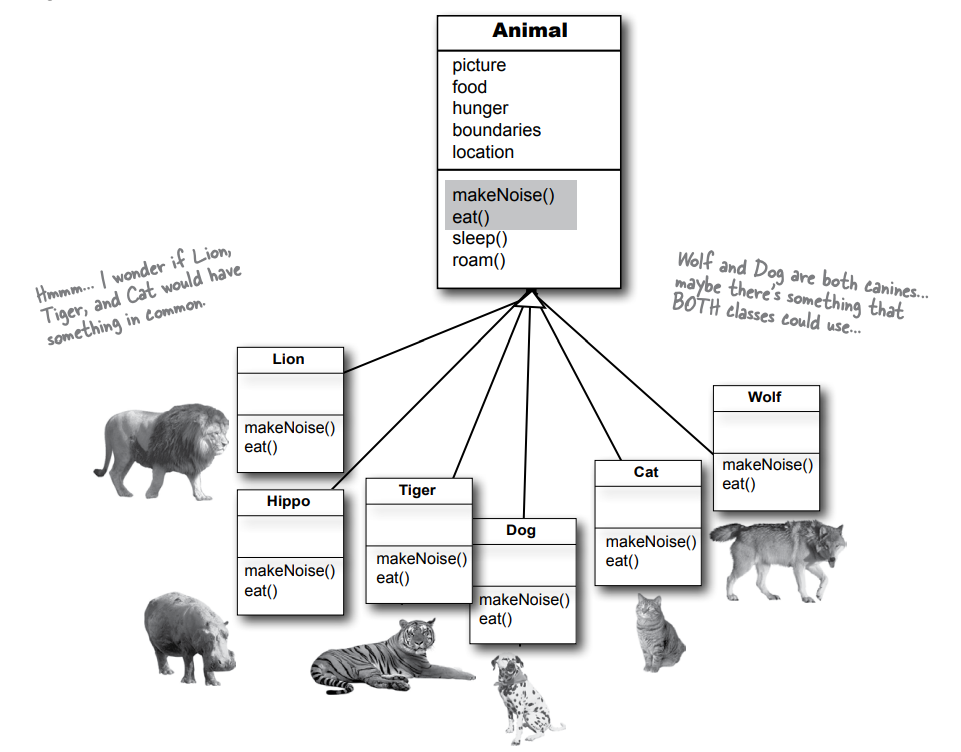 Animal
picture
food
hunger
boundaries
location
makeNoise()
eat()
sleep()
roam()
Hmmm... I wonder if Lion,
Tiger, and Cat would have
something in common.
Wolf and Dog are both canines...
maybe there's something that
BOTH classes could use...
Lion
makeNoise()
eat()
Wolf
makeNoise()
eat()
Cat
makeNoise()
eat()
Tiger
makeNoise()
eat()
Hippo
makeNoise()
eat()
Dog
makeNoise()
eat()